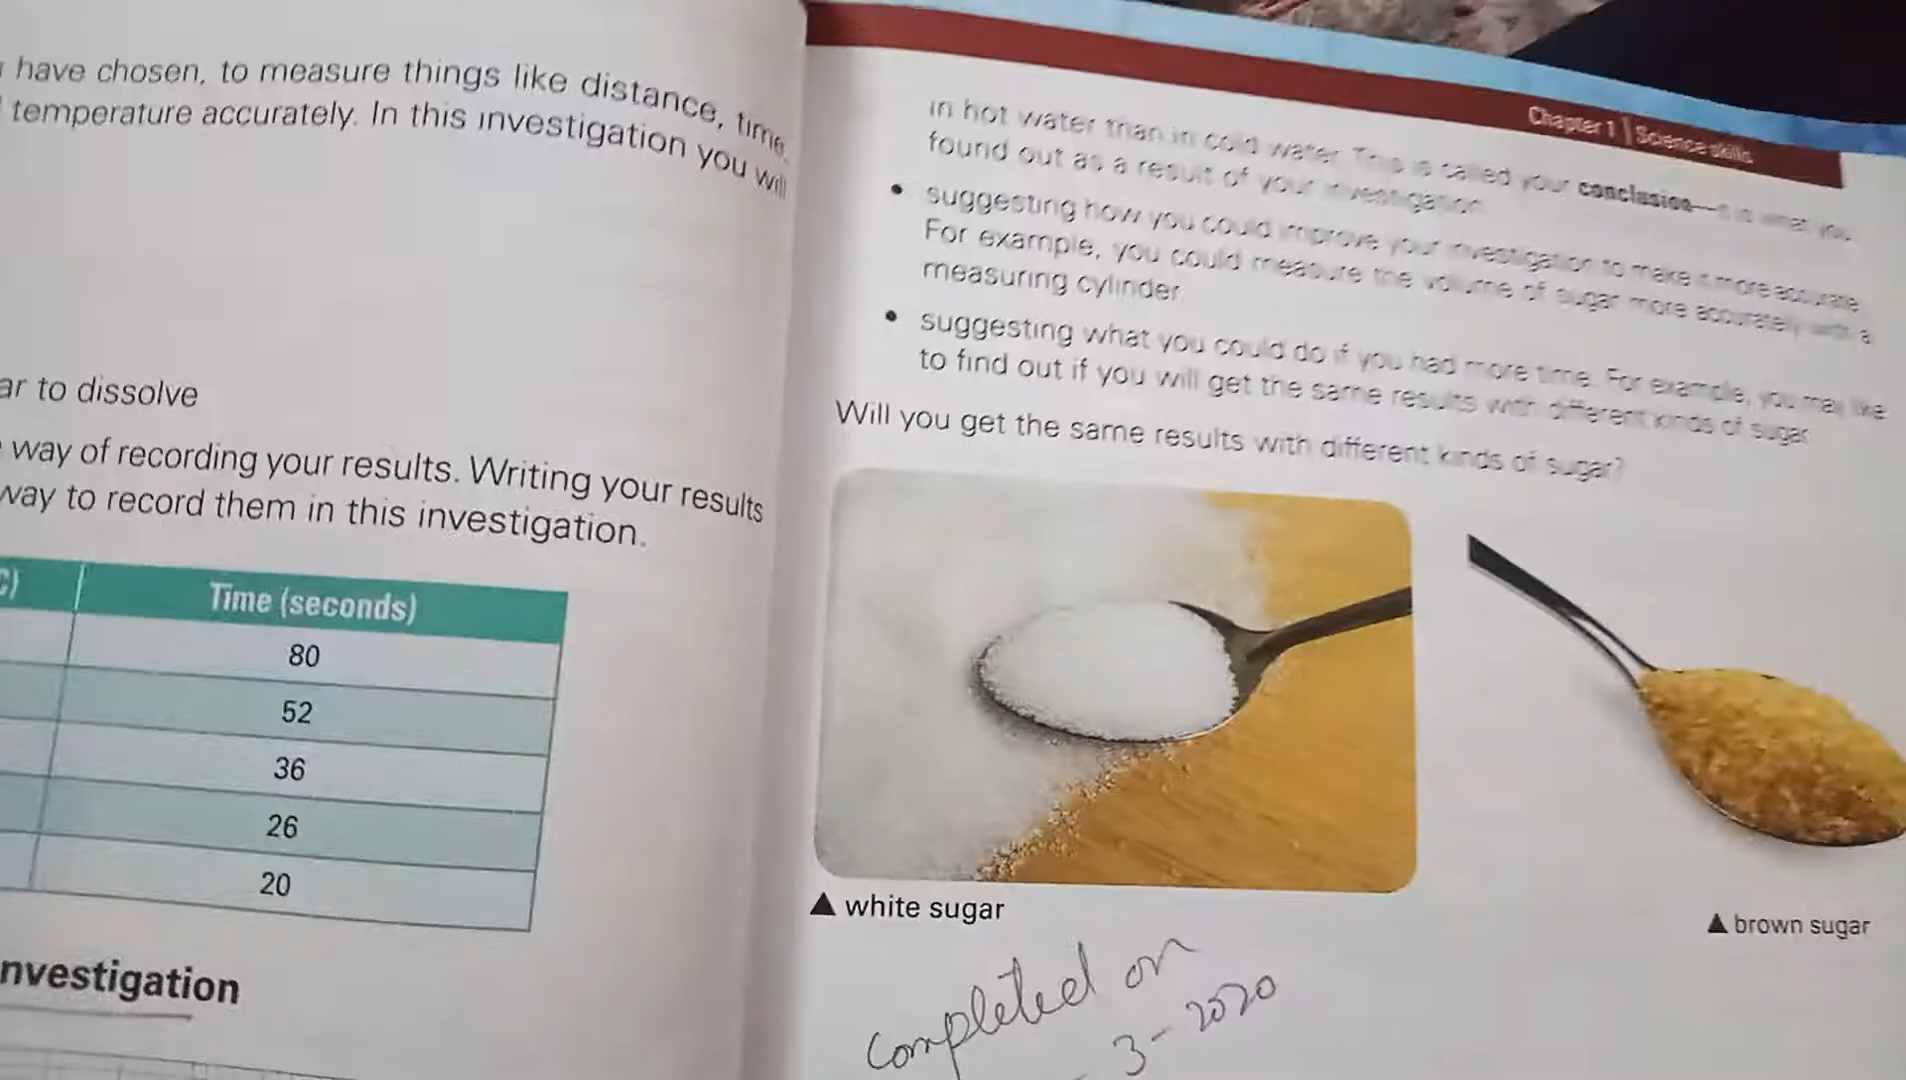 have chosen, to measure things like distance, time,
temperature accurately. In this investigation you will
ar to dissolve
way of recording your results. Writing your results
way to record them in this investigation.
C) Time (seconds)
80
52
36
26
20
nvestigation
Chapter 1 | Science skills
in hot water than in cold water. This is called your conclusion—it is what you
found out as a result of your investigation.
• suggesting how you could improve your investigation to make it more accurate.
For example, you could measure the volume of sugar more accurately with a
measuring cylinder.
• suggesting what you could do if you had more time. For example, you may like
to find out if you will get the same results with different kinds of sugar.
Will you get the same results with different kinds of sugar?
▲ white sugar
▲ brown sugar
completed on
- 3-2020